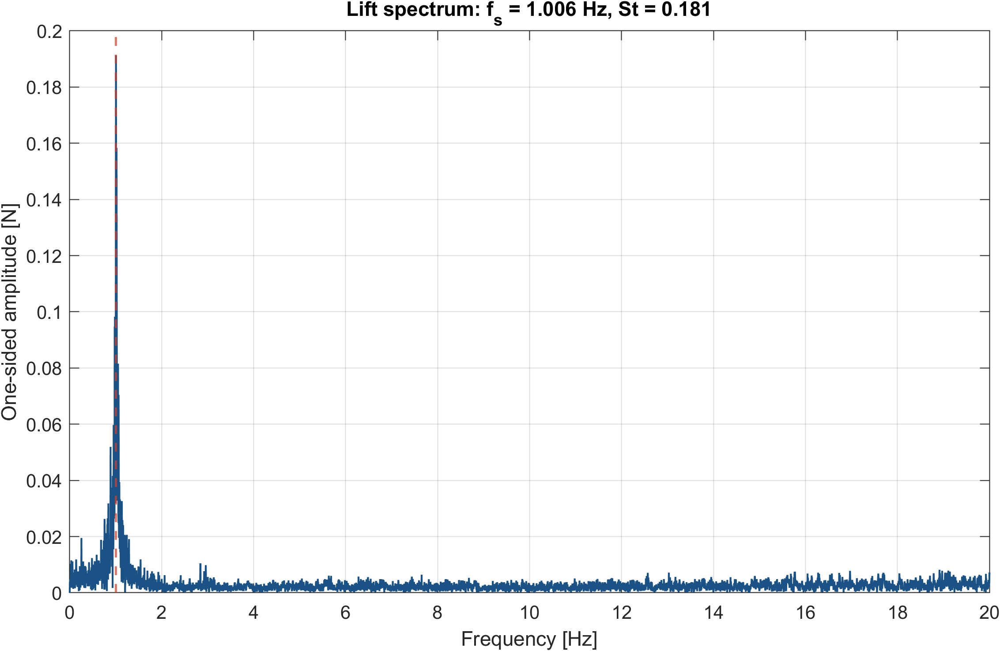 Lift spectrum: fs = 1.006 Hz, St = 0.181
0.2
0.18
0.16
0.14
0.12
0.1
0.08
0.06
0.04
0.02
0
One-sided amplitude [N]
0 2 4 6 8 10 12 14 16 18 20
Frequency [Hz]